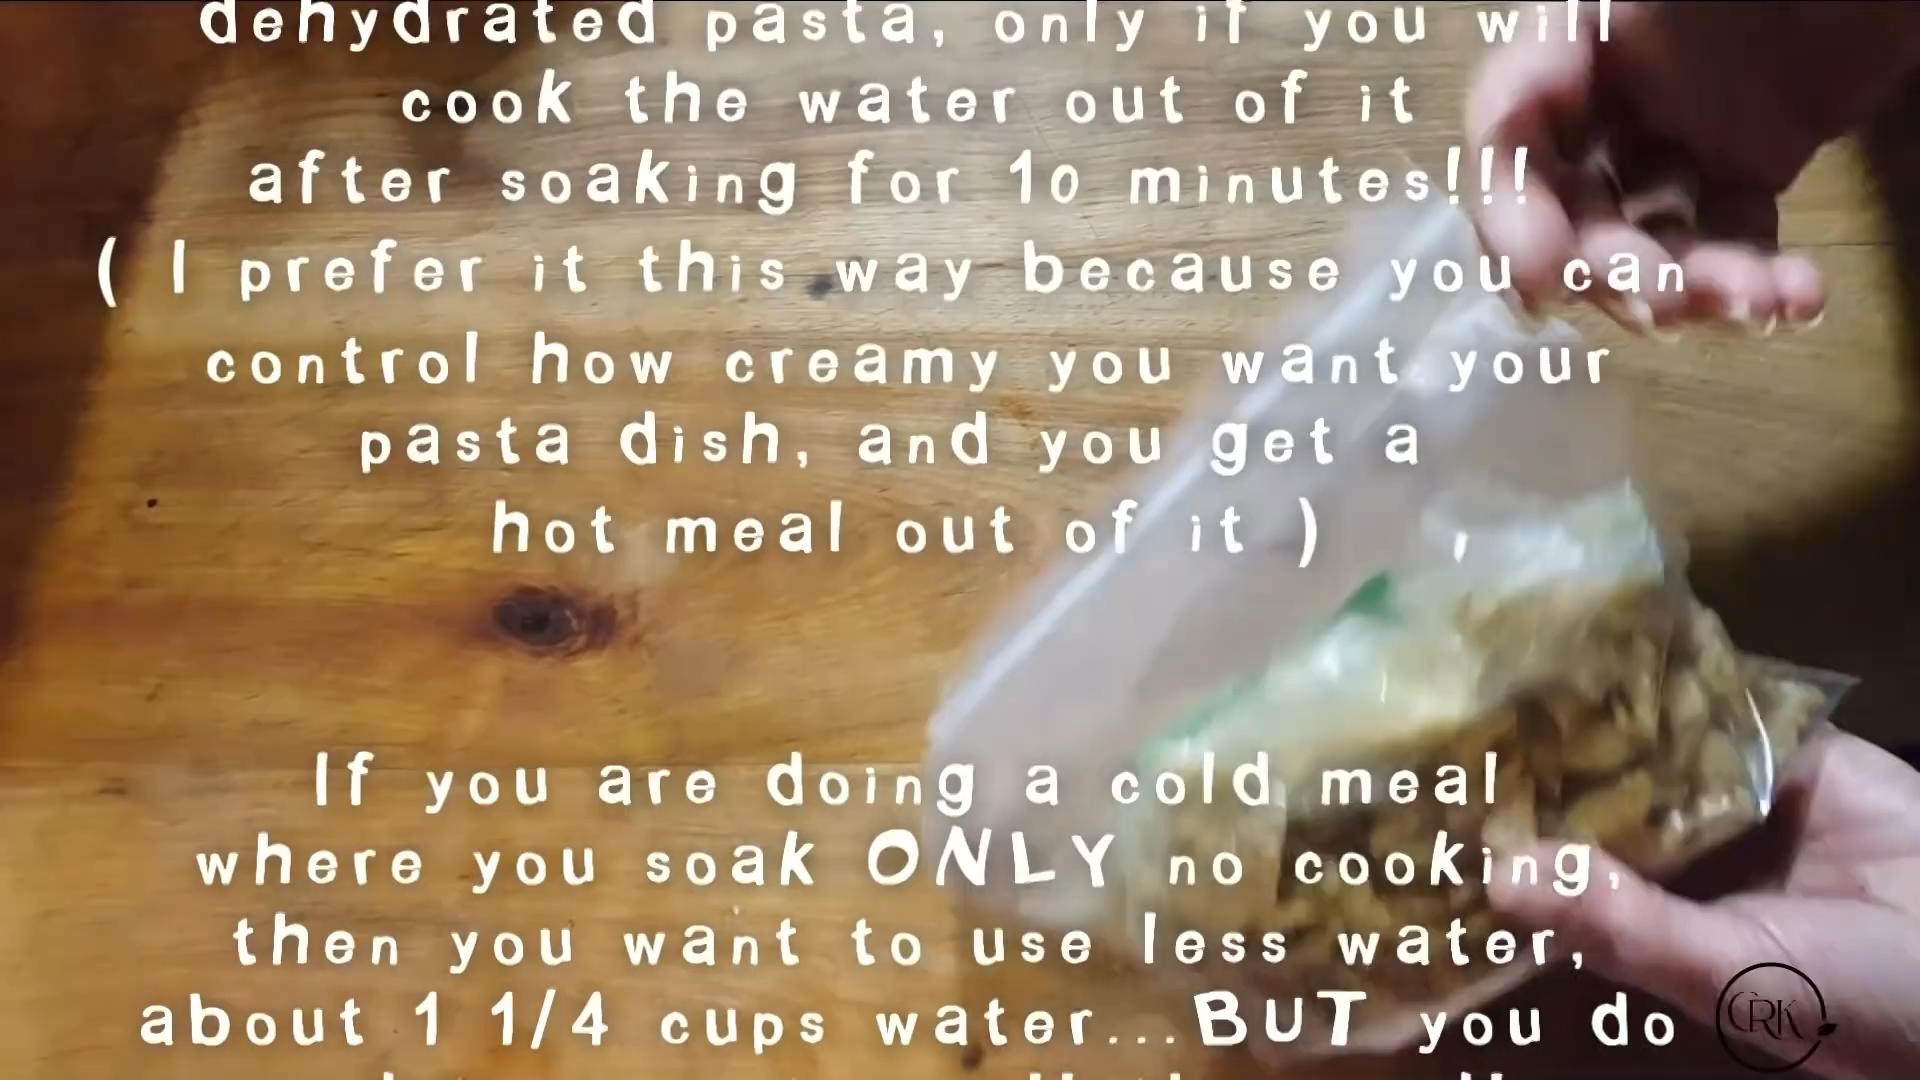 dehydrated pasta, only if you will
cook the water out of it
after soaking for 10 minutes!!!
( I prefer it this way because you can
control how creamy you want your
pasta dish, and you get a
hot meal out of it )
If you are doing a cold meal
where you soak ONLY no cooking,
then you want to use less water,
about 1 1/4 cups water...BUT you do
CRK